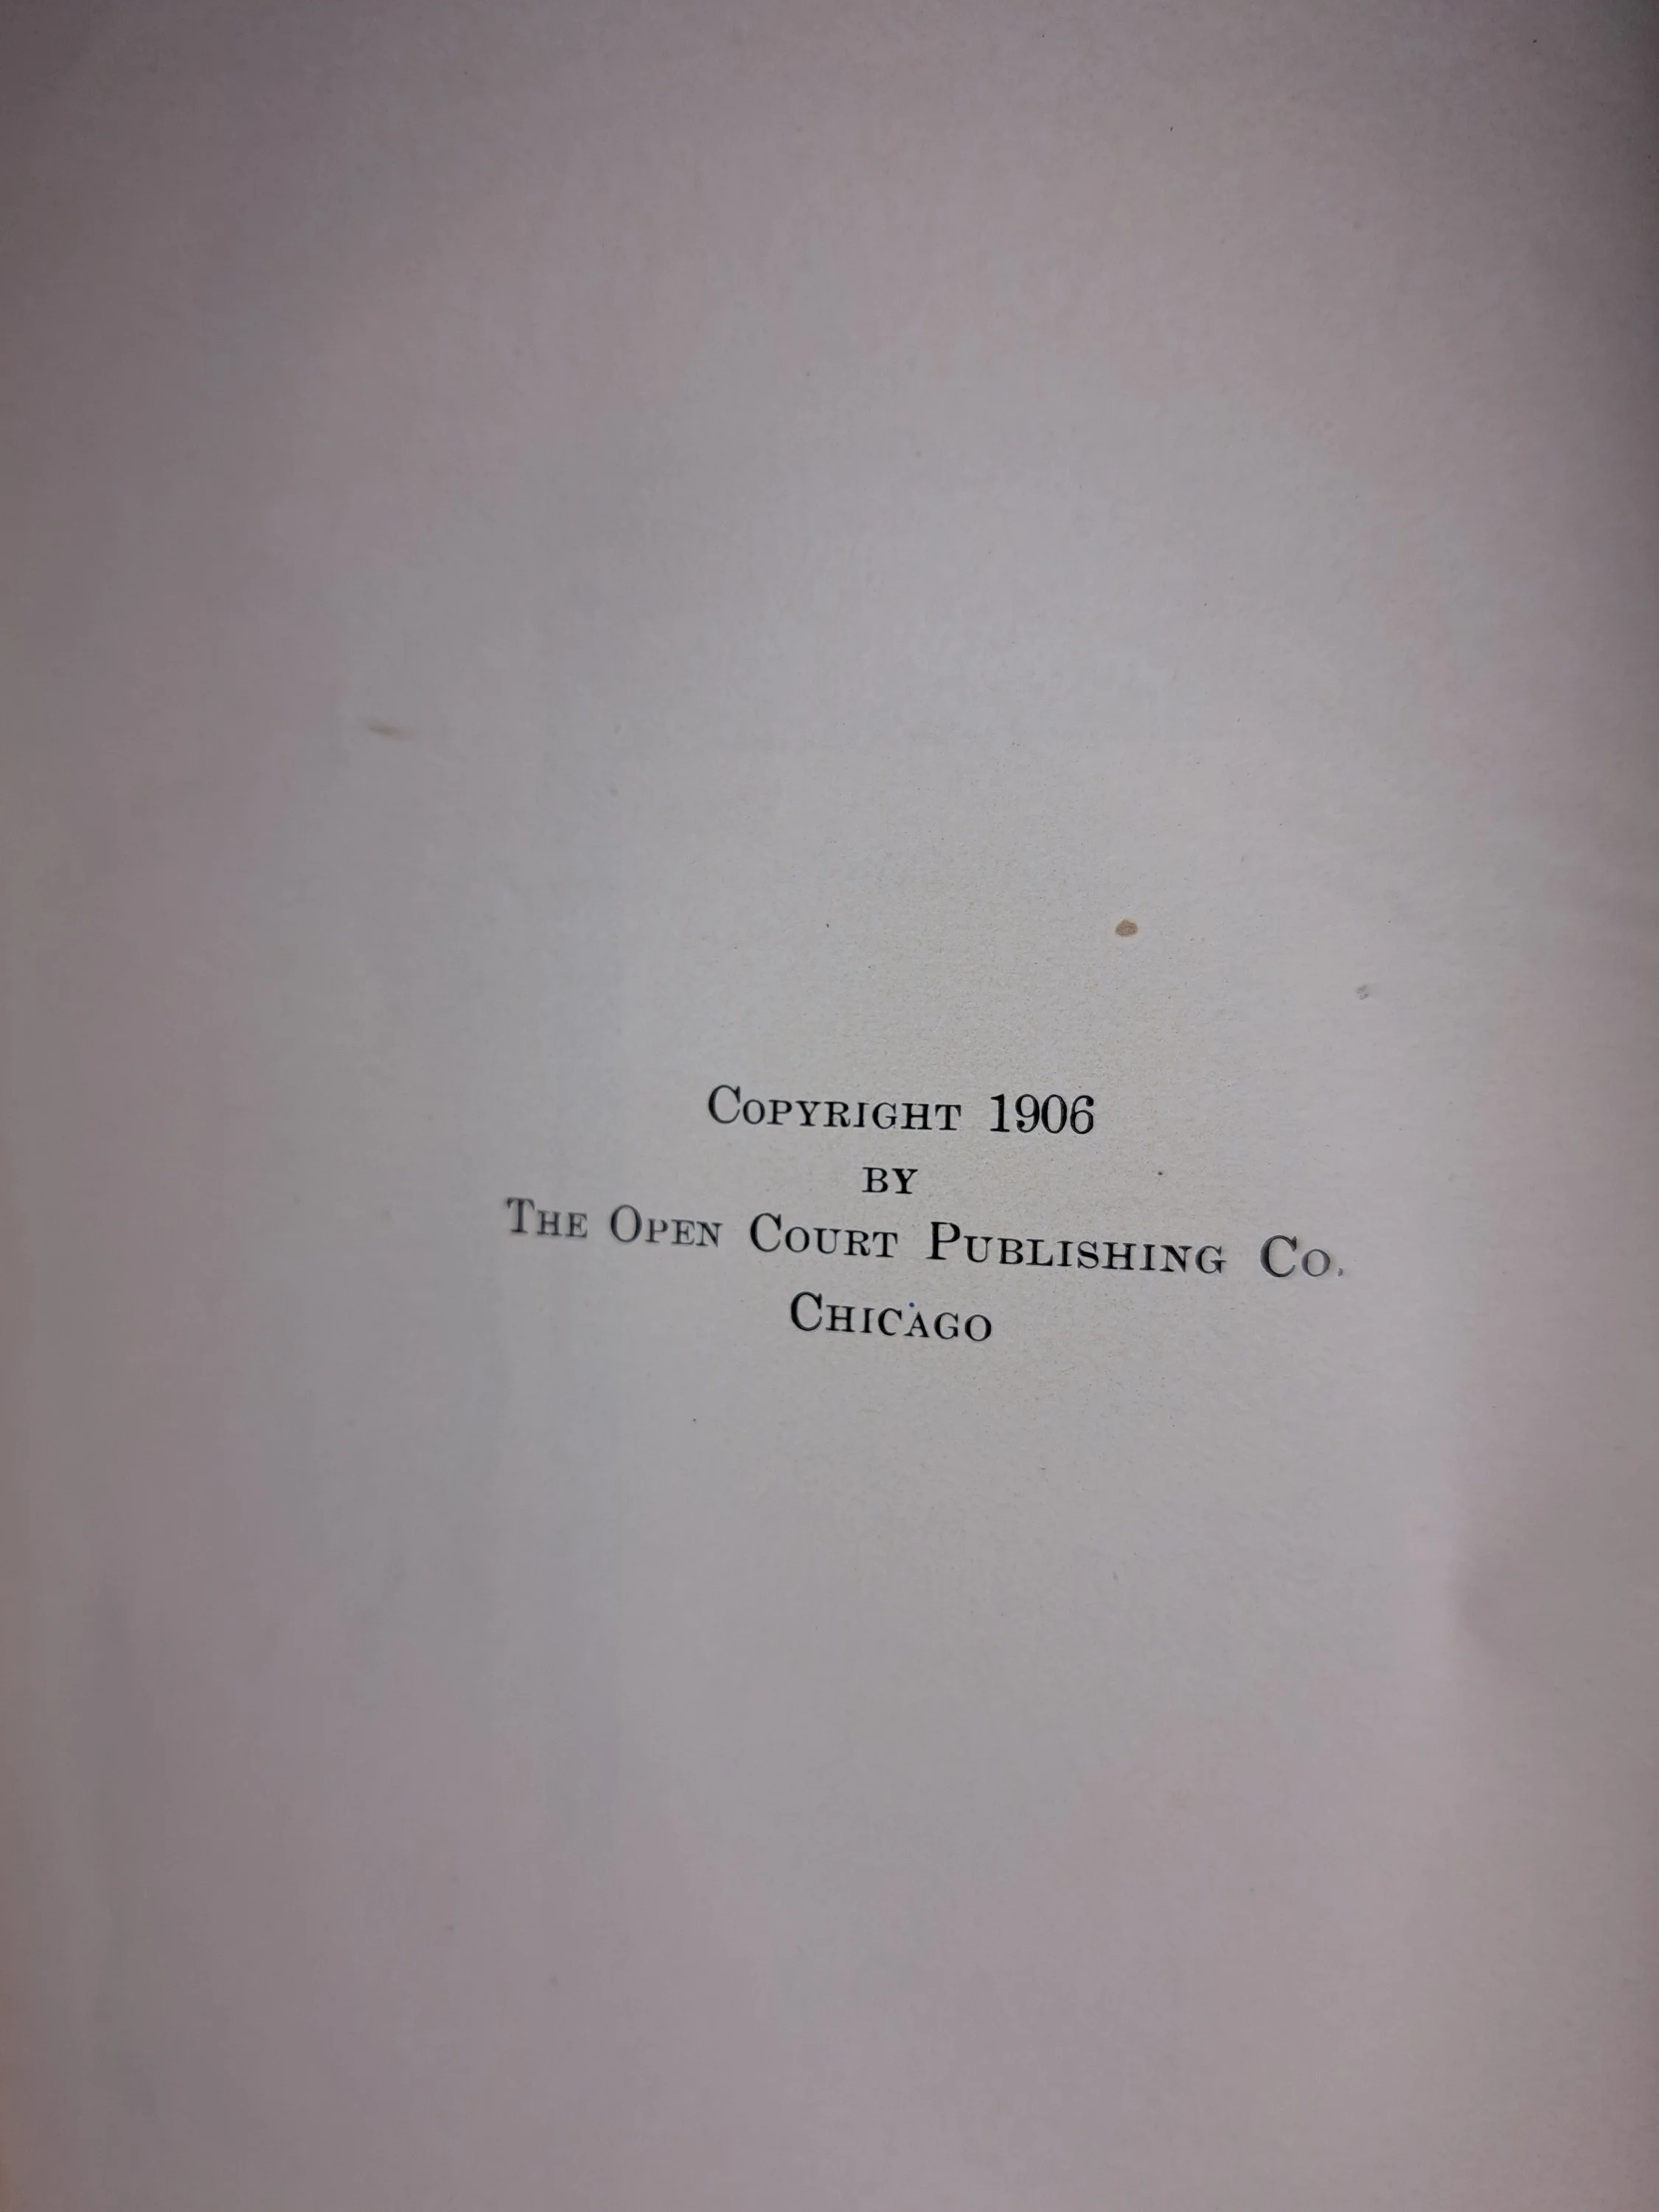 Copyright 1906
by
The Open Court Publishing Co.
Chicago